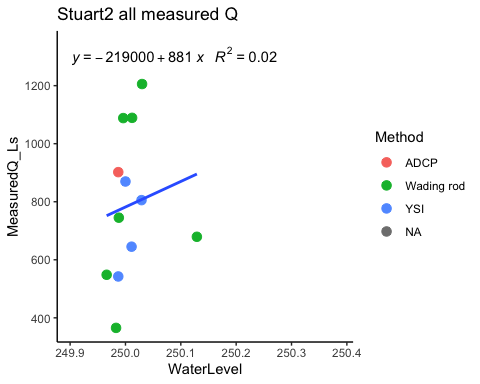 Stuart2 all measured Q
y = −219000 + 881 x R² = 0.02
1200
1000
800
600
400
MeasuredQ_Ls
249.9 250.0 250.1 250.2 250.3 250.4
WaterLevel
Method
ADCP
Wading rod
YSI
NA